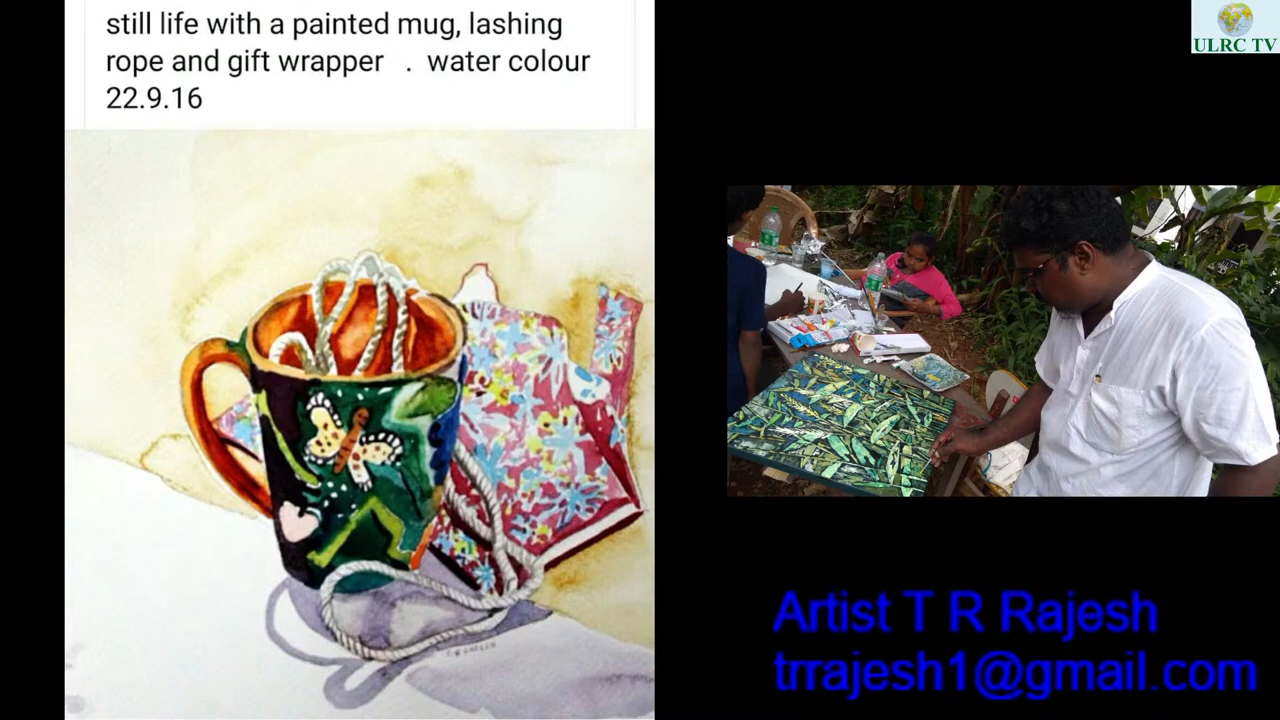 still life with a painted mug, lashing
rope and gift wrapper . water colour
22.9.16
ULRC TV
Artist T R Rajesh
trrajesh1@gmail.com